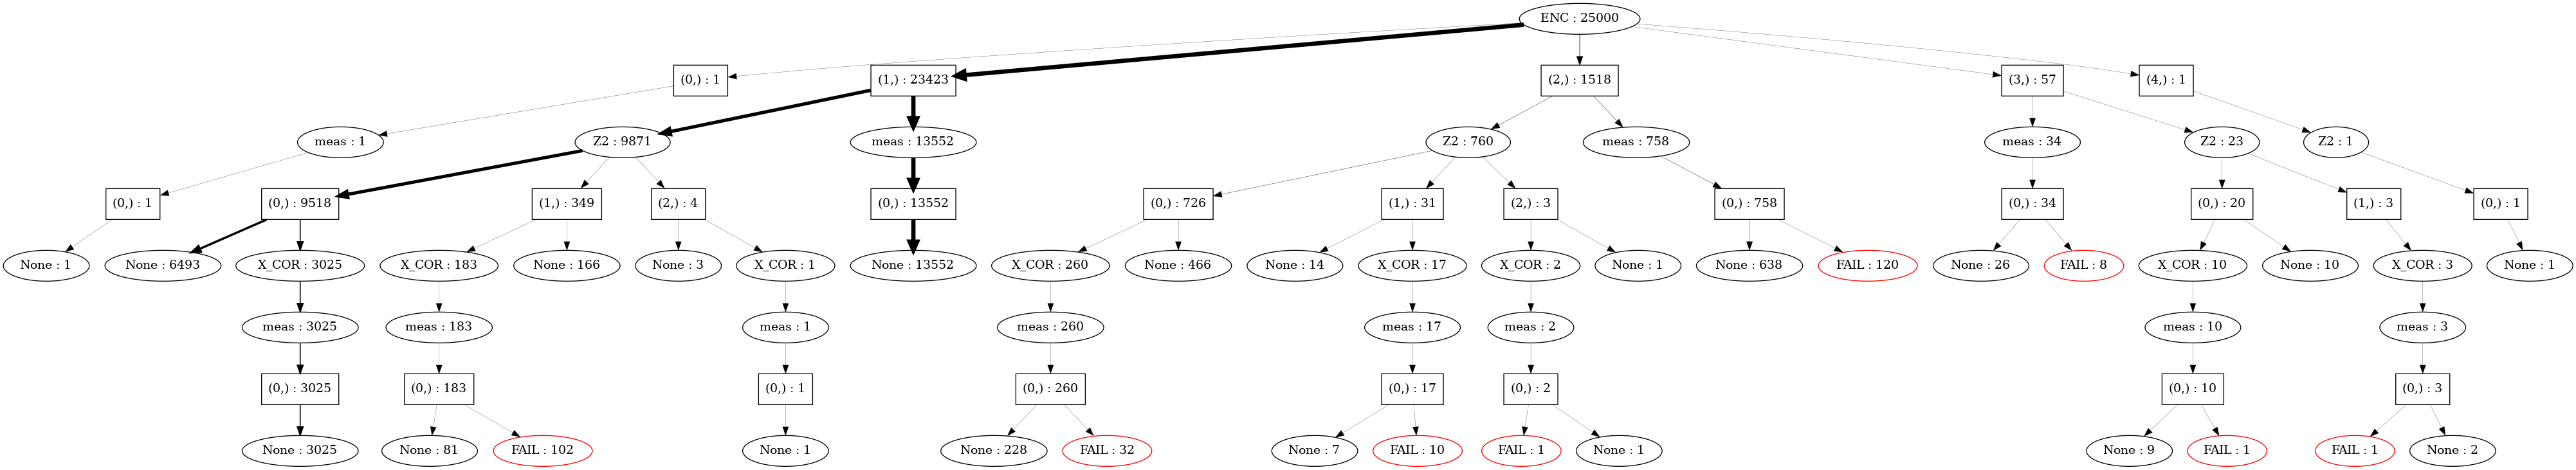 ENC : 25000
(0,) : 1
(1,) : 23423
(2,) : 1518
(3,) : 57
(4,) : 1
meas : 1
Z2 : 9871
meas : 13552
Z2 : 760
meas : 758
meas : 34
Z2 : 23
Z2 : 1
(0,) : 1
(0,) : 9518
(1,) : 349
(2,) : 4
(0,) : 13552
(0,) : 726
(1,) : 31
(2,) : 3
(0,) : 758
(0,) : 34
(0,) : 20
(1,) : 3
(0,) : 1
None : 1
None : 6493
X_COR : 3025
X_COR : 183
None : 166
None : 3
X_COR : 1
None : 13552
X_COR : 260
None : 466
None : 14
X_COR : 17
X_COR : 2
None : 1
None : 638
FAIL : 120
None : 26
FAIL : 8
X_COR : 10
None : 10
X_COR : 3
None : 1
meas : 3025
meas : 183
meas : 1
meas : 260
meas : 17
meas : 2
meas : 10
meas : 3
(0,) : 3025
(0,) : 183
(0,) : 1
(0,) : 260
(0,) : 17
(0,) : 2
(0,) : 10
(0,) : 3
None : 3025
None : 81
FAIL : 102
None : 1
None : 228
FAIL : 32
None : 7
FAIL : 10
FAIL : 1
None : 1
None : 9
FAIL : 1
FAIL : 1
None : 2